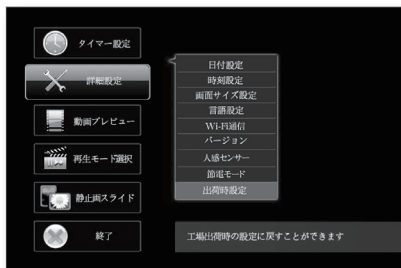 タイマー設定
詳細設定
動画プレビュー
再生モード選択
静止画スライド
終了
日付設定
時刻設定
画面サイズ設定
言語設定
Wi-Fi通信
バージョン
人感センサー
節電モード
出荷時設定
工場出荷時の設定に戻すことができます